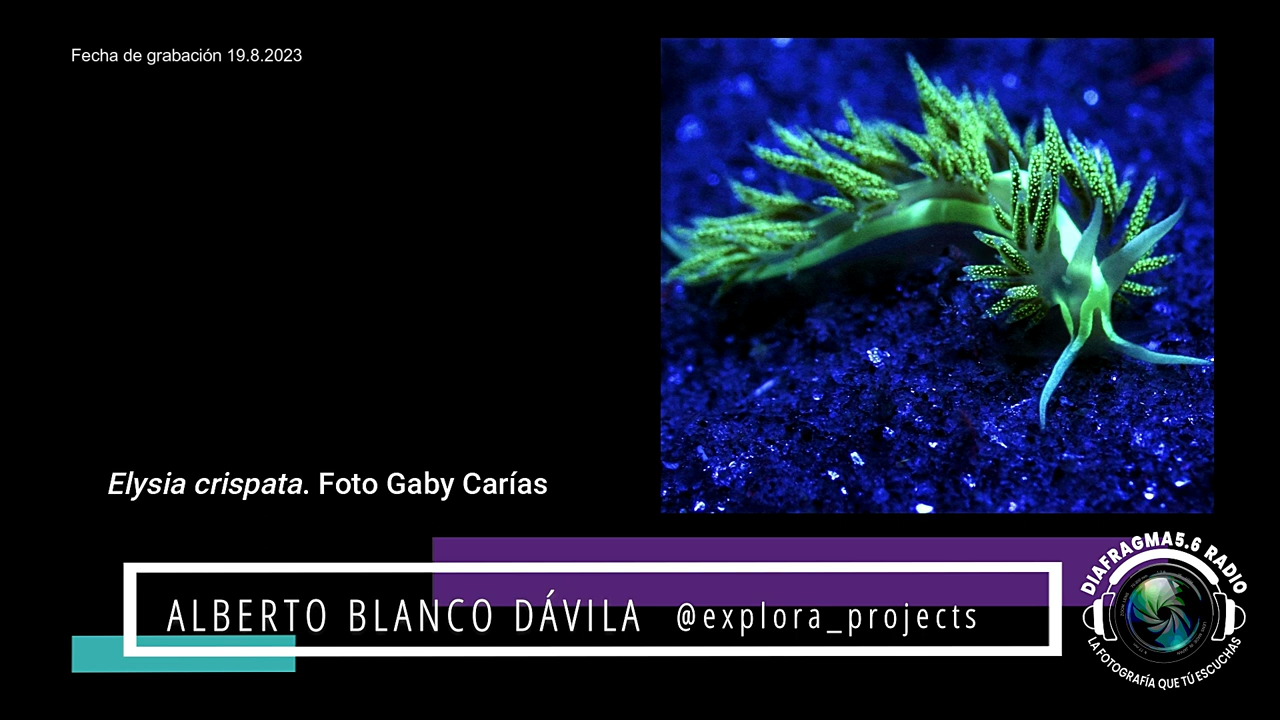 Fecha de grabación 19.8.2023
Elysia crispata. Foto Gaby Carías
ALBERTO BLANCO DÁVILA @explora_projects
DIAFRAGMA5.6 RADIO
LA FOTOGRAFÍA QUE TÚ ESCUCHAS